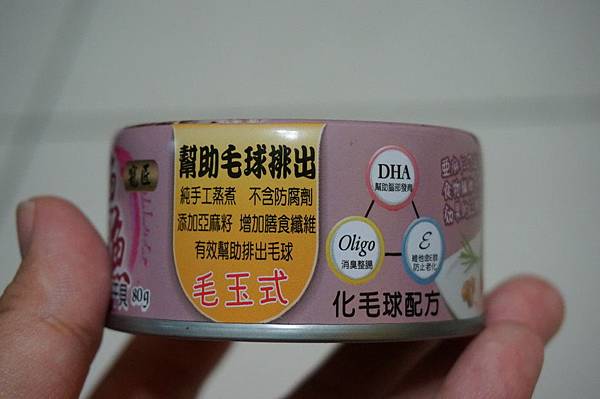 寵匠
80g
幫助毛球排出
純手工蒸煮 不含防腐劑
添加亞麻籽 增加膳食纖維
有效幫助排出毛球
毛玉式
DHA
幫助腦部發育
Oligo
消臭整腸
ε
維他命E群
防止老化
化毛球配方